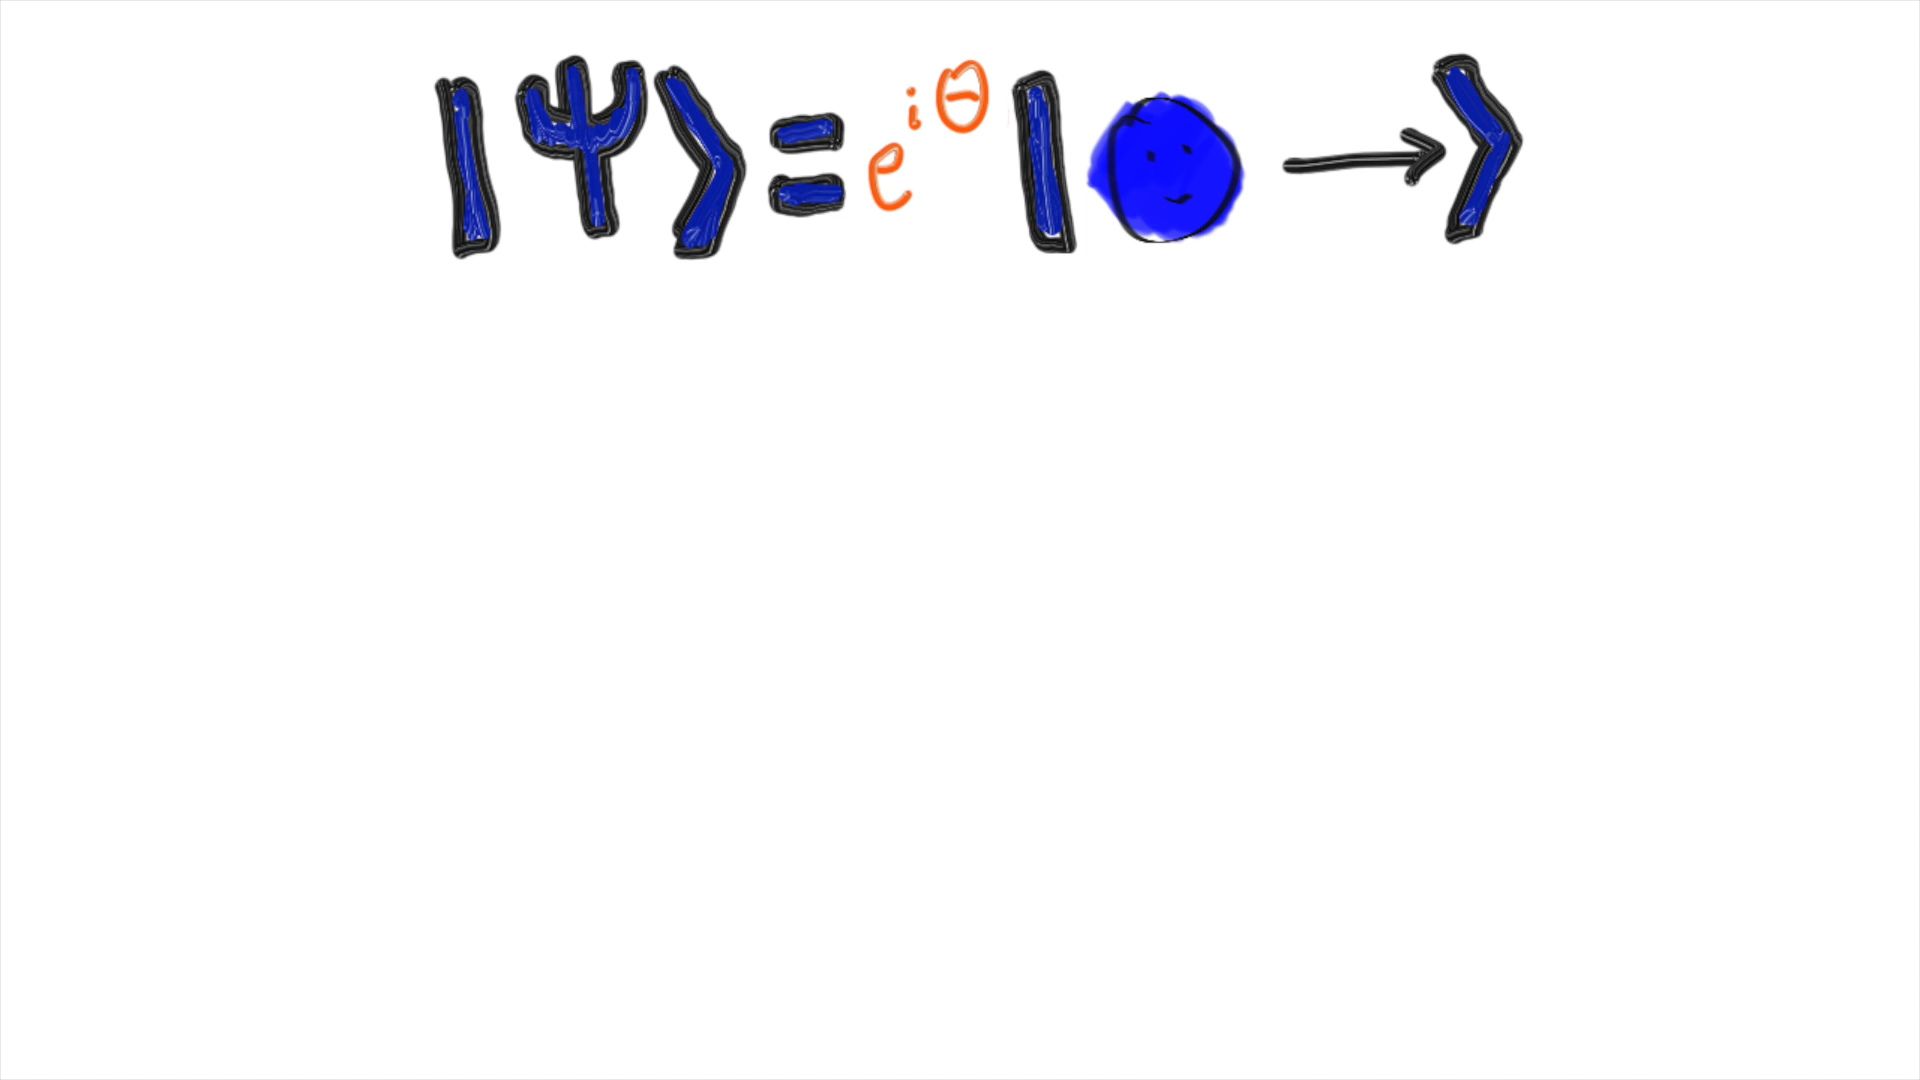 |Ψ⟩ = e^{iθ} | → ⟩